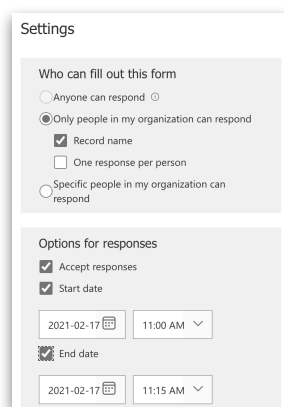 Settings
Who can fill out this form
Anyone can respond
Only people in my organization can respond
Record name
One response per person
Specific people in my organization can
respond
Options for responses
Accept responses
Start date
2021-02-17 11:00 AM
End date
2021-02-17 11:15 AM